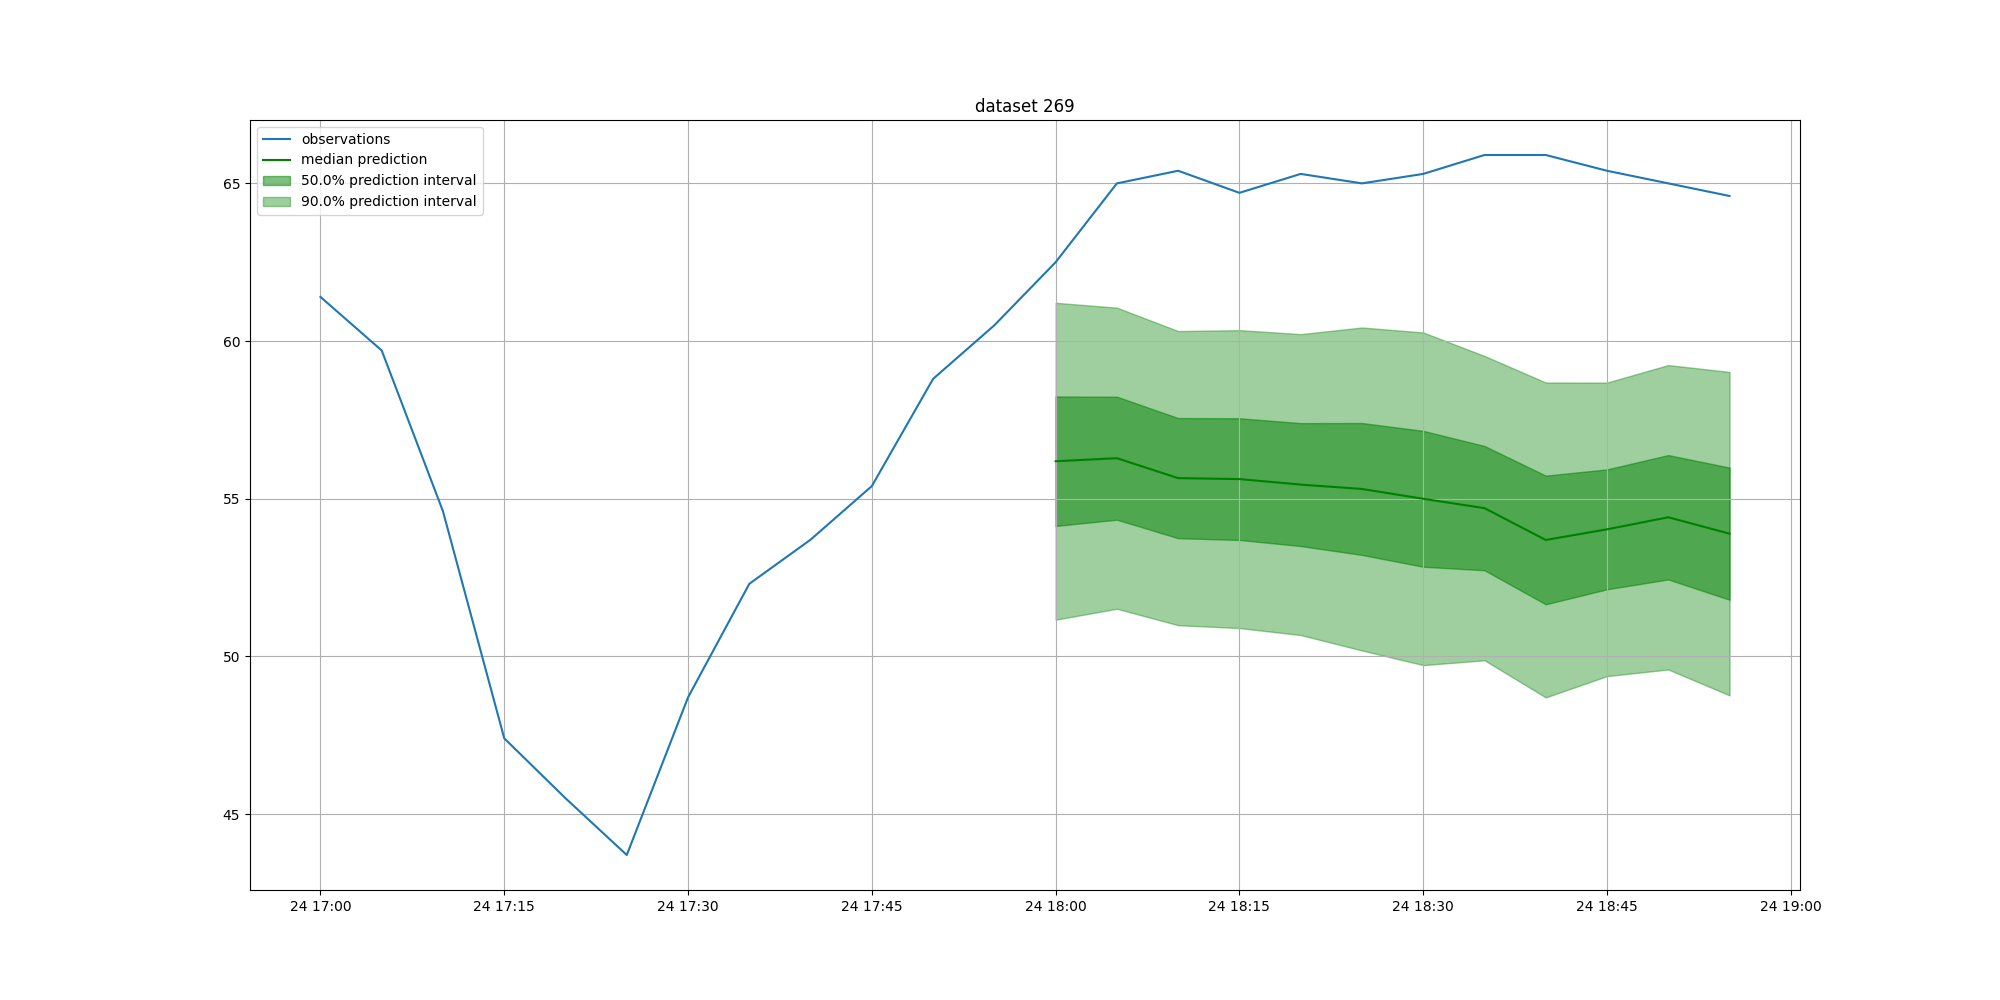 dataset 269
observations
median prediction
50.0% prediction interval
90.0% prediction interval
65
60
55
50
45
24 17:00 24 17:15 24 17:30 24 17:45 24 18:00 24 18:15 24 18:30 24 18:45 24 19:00